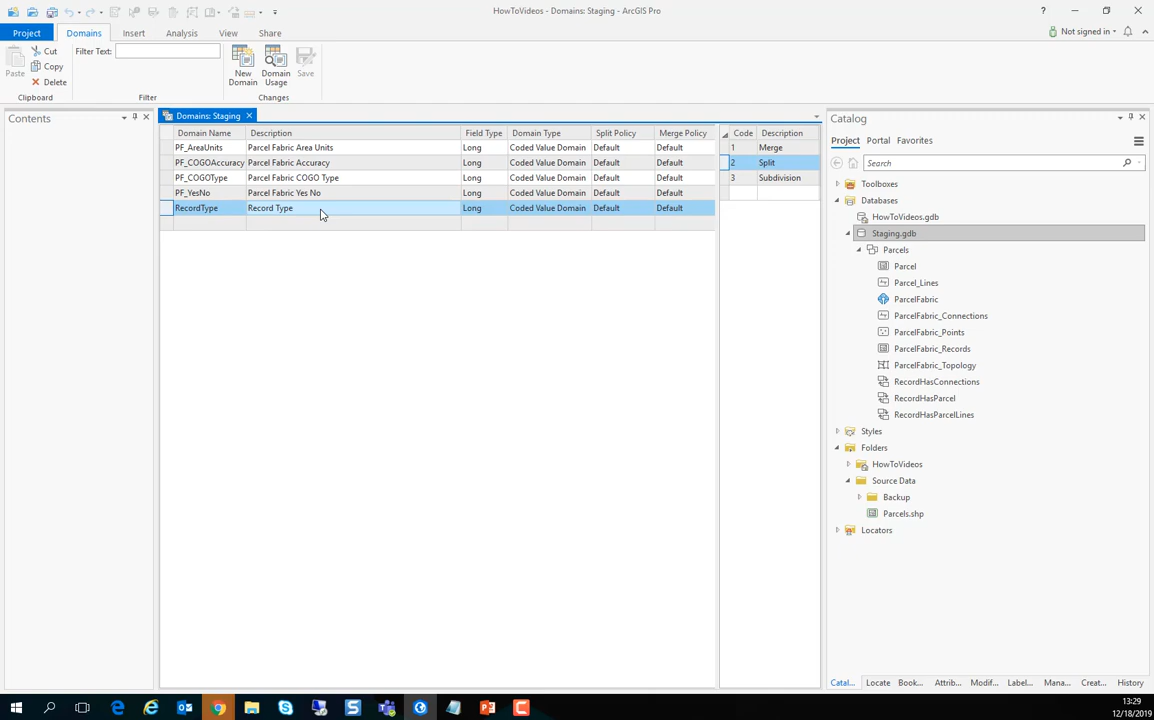 HowToVideos - Domains: Staging - ArcGIS Pro
?
Project Domains Insert Analysis View Share
Not signed in
Paste
Cut
Copy
Delete
Clipboard
Filter Text:
Filter
New Domain
Domain Usage
Save
Changes
Contents
Domains: Staging
Domain Name Description Field Type Domain Type Split Policy Merge Policy
PF_AreaUnits Parcel Fabric Area Units Long Coded Value Domain Default Default
PF_COGOAccuracy Parcel Fabric Accuracy Long Coded Value Domain Default Default
PF_COGOType Parcel Fabric COGO Type Long Coded Value Domain Default Default
PF_YesNo Parcel Fabric Yes No Long Coded Value Domain Default Default
RecordType Record Type Long Coded Value Domain Default Default
Code Description
1 Merge
2 Split
3 Subdivision
Catalog
Project Portal Favorites
Search
Toolboxes
Databases
HowToVideos.gdb
Staging.gdb
Parcels
Parcel
Parcel_Lines
ParcelFabric
ParcelFabric_Connections
ParcelFabric_Points
ParcelFabric_Records
ParcelFabric_Topology
RecordHasConnections
RecordHasParcel
RecordHasParcelLines
Styles
Folders
HowToVideos
Source Data
Backup
Parcels.shp
Locators
Catal... Locate Book... Attrib... Modif... Label... Mana... Creat... History
13:29
12/18/2019